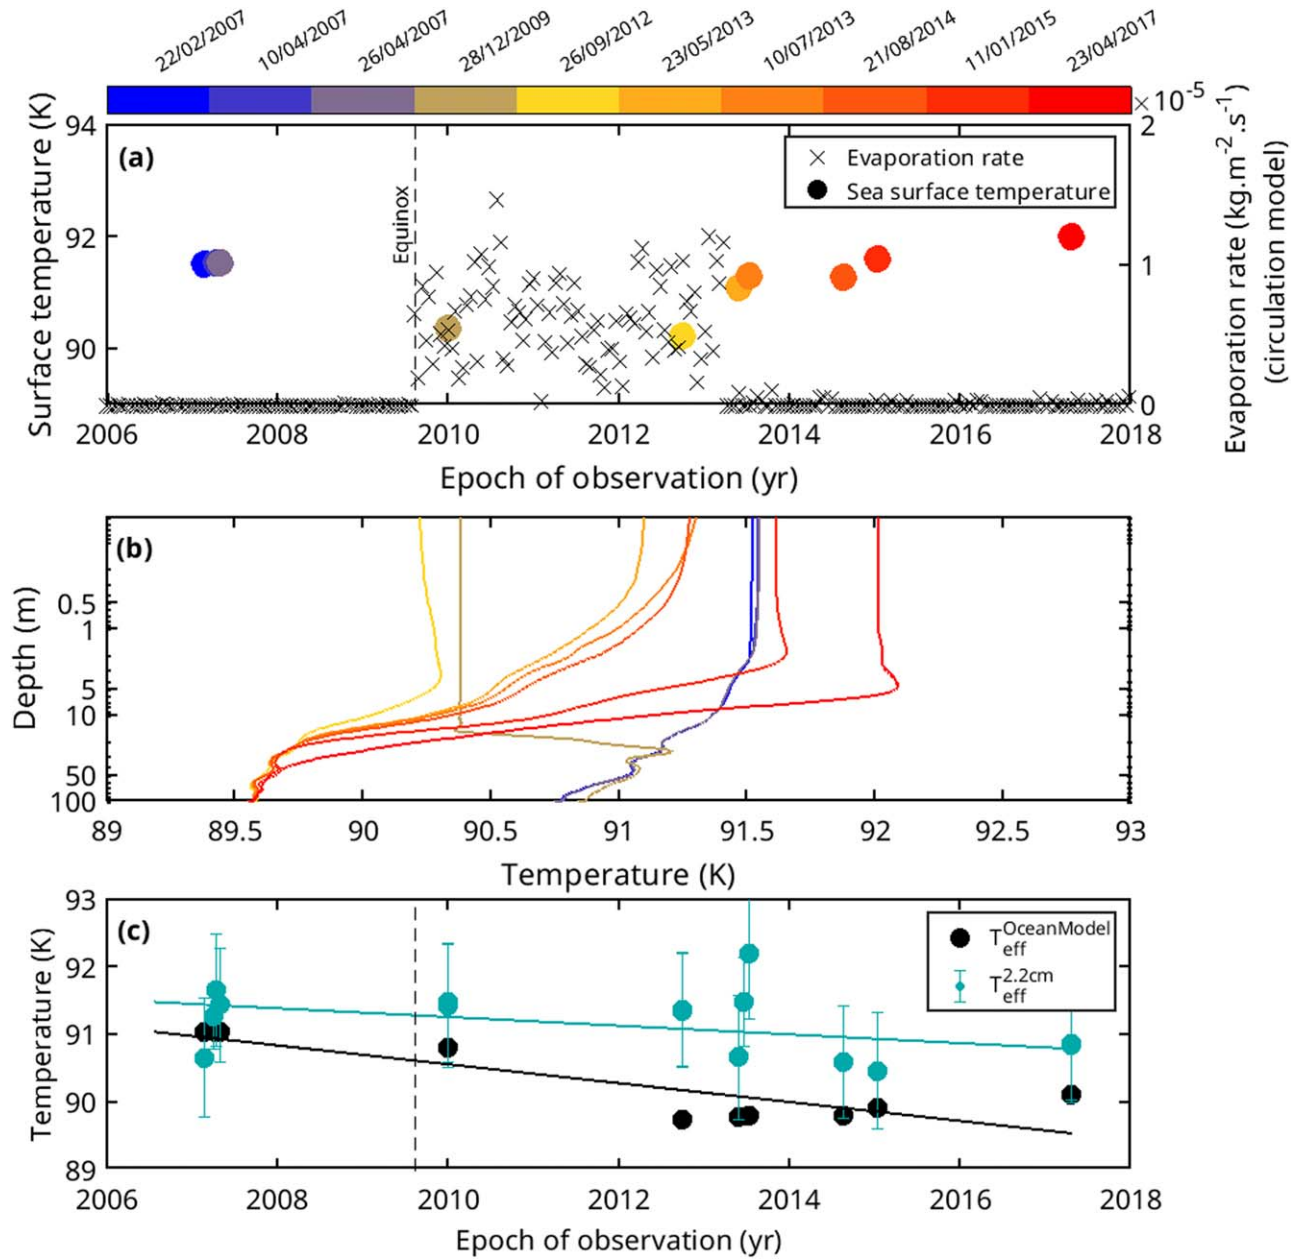 22/02/2007 10/04/2007 26/04/2007 28/12/2009 26/09/2012 23/05/2013 10/07/2013 21/08/2014 11/01/2015 23/04/2017
×10-5
94 2
(a)
Evaporation rate
Sea surface temperature
Equinox
92
1
90
0
2006 2008 2010 2012 2014 2016 2018
Epoch of observation (yr)
Surface temperature (K)
Evaporation rate (kg.m-2.s-1)
(circulation model)
(b)
0.5
1
5
10
50
100
89 89.5 90 90.5 91 91.5 92 92.5 93
Temperature (K)
Depth (m)
93
(c)
TeffOceanModel
Teff2.2cm
92
91
90
89
2006 2008 2010 2012 2014 2016 2018
Epoch of observation (yr)
Temperature (K)